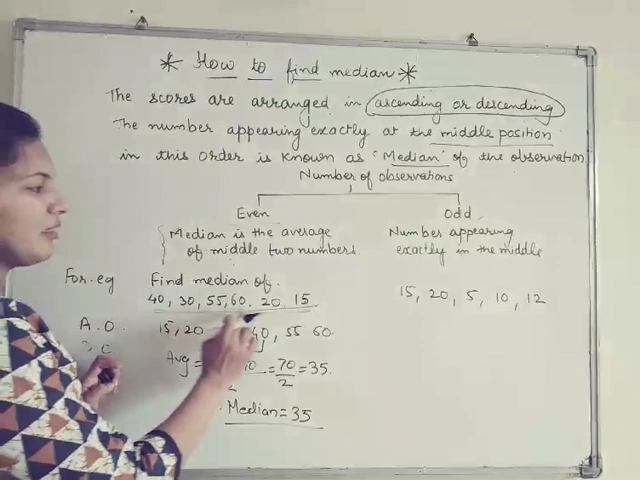 * How to find median *
The scores are arranged in ascending or descending
The number appearing exactly at the middle position
in this order is known as "Median" of the observation
Number of observations
Even
Median is the average
of middle two numbers.
Odd
Number appearing
exactly in the middle
For.eg
Find median of.
40, 30, 55, 60, 20 15
A.O.
15, 20 40, 55 60.
Avg = = 70/2 = 35.
2
Median = 35
15, 20, 5, 10, 12